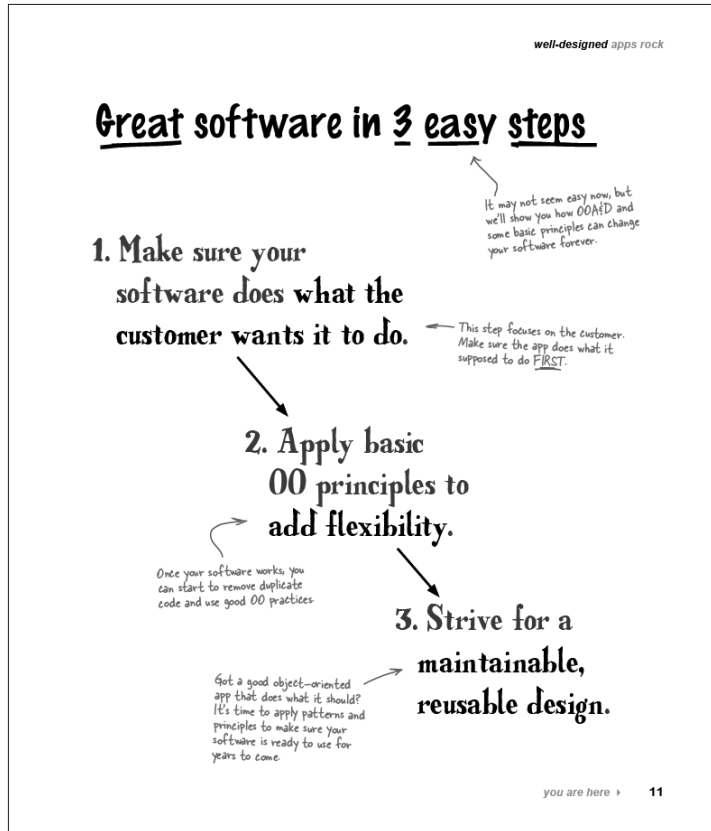 well-designed apps rock
Great software in 3 easy steps
It may not seem easy now, but
we'll show you how OOA&D and
some basic principles can change
your software forever.
1. Make sure your
software does what the
customer wants it to do.
This step focuses on the customer.
Make sure the app does what it
supposed to do FIRST.
2. Apply basic
OO principles to
add flexibility.
Once your software works, you
can start to remove duplicate
code and use good OO practices.
3. Strive for a
maintainable,
reusable design.
Got a good object-oriented
app that does what it should?
It's time to apply patterns and
principles to make sure your
software is ready to use for
years to come.
you are here ▸ 11